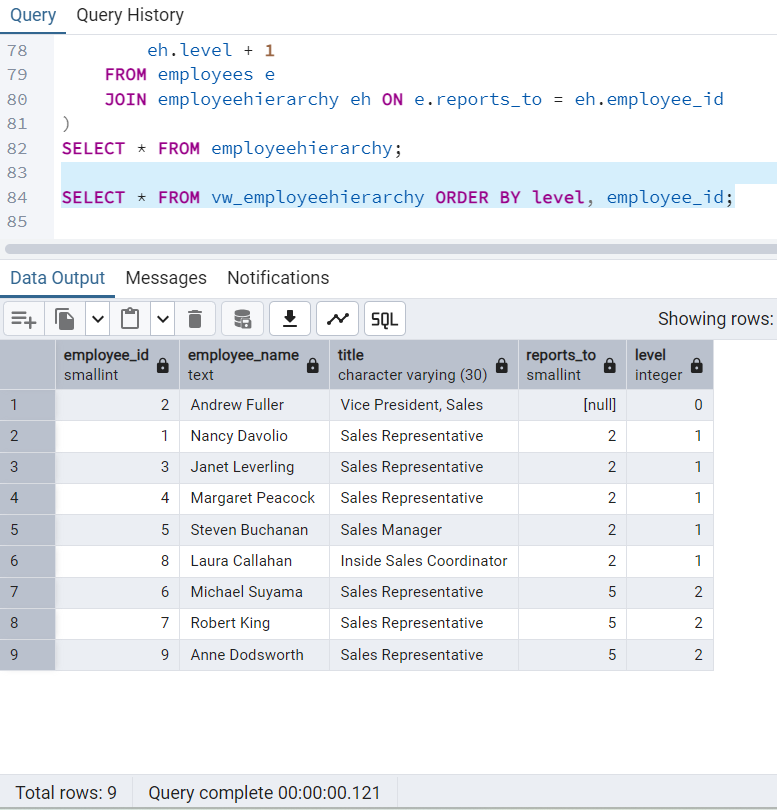 Query Query History
78 eh.level + 1
79 FROM employees e
80 JOIN employeehierarchy eh ON e.reports_to = eh.employee_id
81 )
82 SELECT * FROM employeehierarchy;
83
84 SELECT * FROM vw_employeehierarchy ORDER BY level, employee_id;
85
Data Output Messages Notifications
SQL Showing rows:
employee_id employee_name title reports_to level
smallint text character varying (30) smallint integer
1 2 Andrew Fuller Vice President, Sales [null] 0
2 1 Nancy Davolio Sales Representative 2 1
3 3 Janet Leverling Sales Representative 2 1
4 4 Margaret Peacock Sales Representative 2 1
5 5 Steven Buchanan Sales Manager 2 1
6 8 Laura Callahan Inside Sales Coordinator 2 1
7 6 Michael Suyama Sales Representative 5 2
8 7 Robert King Sales Representative 5 2
9 9 Anne Dodsworth Sales Representative 5 2
Total rows: 9 Query complete 00:00:00.121